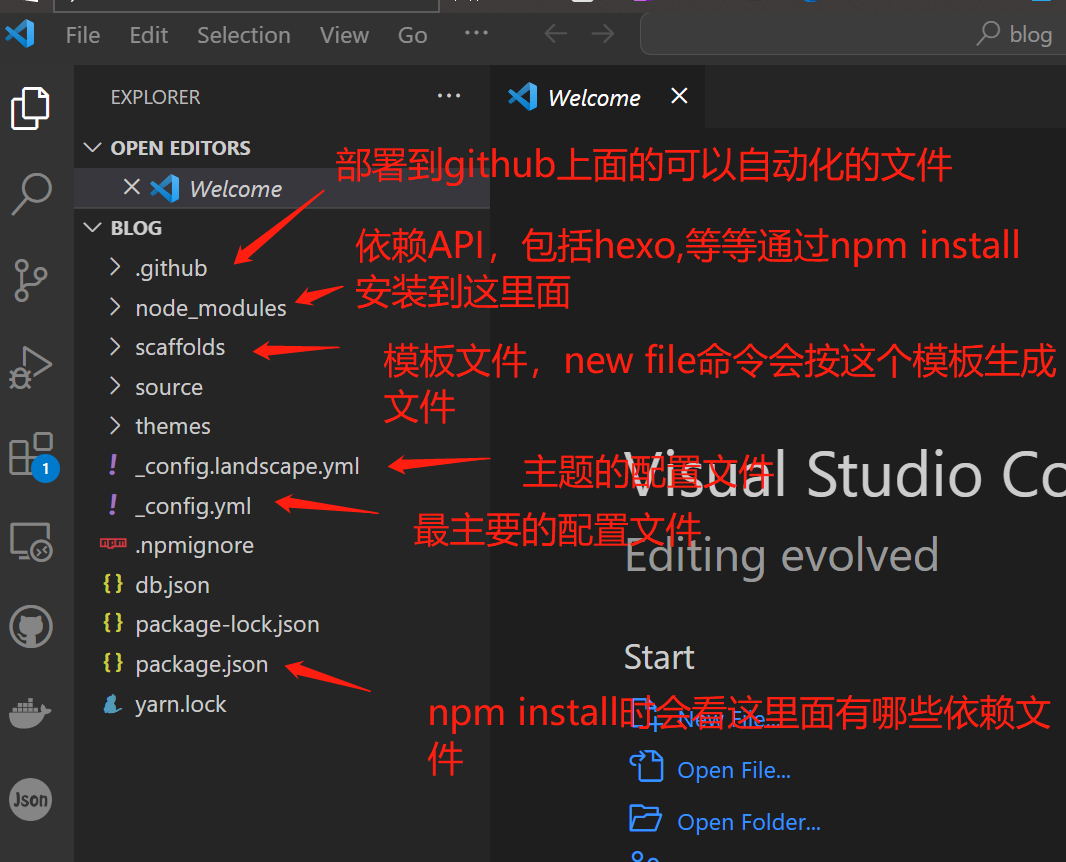 File Edit Selection View Go ··· blog
EXPLORER ···
Welcome
OPEN EDITORS
Welcome
部署到github上面的可以自动化的文件
BLOG
.github
依赖API，包括hexo,等等通过npm install
安装到这里面
node_modules
scaffolds
模板文件，new file命令会按这个模板生成
文件
source
themes
_config.landscape.yml
主题的配置文件
Visual Studio Co
_config.yml
最主要的配置文件
Editing evolved
.npmignore
db.json
package-lock.json
Start
package.json
npm install时会看这里面有哪些依赖文
件
New File...
yarn.lock
Open File...
Open Folder...
1
Json